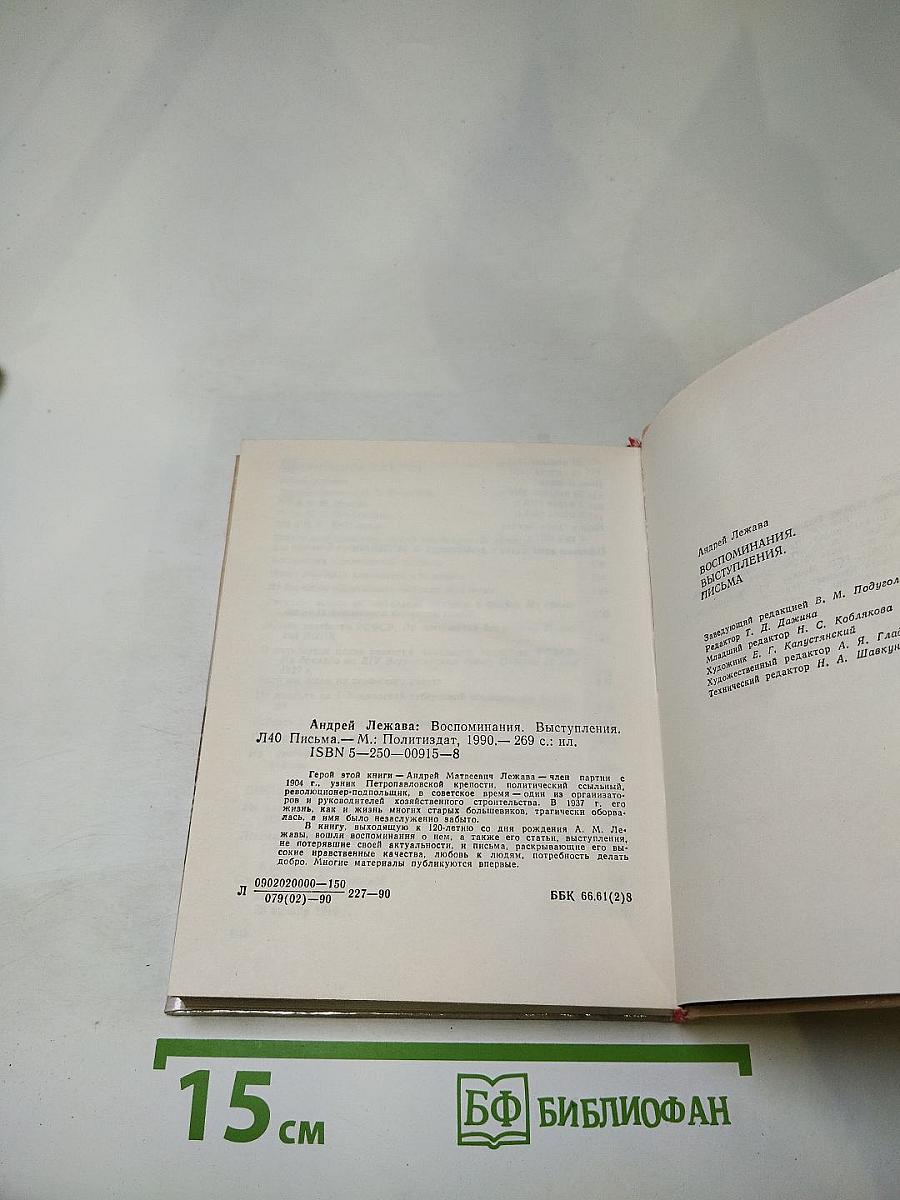 Андрей Лежава: Воспоминания. Выступления.
Л40 Письма.— М.: Политиздат, 1990.— 269 с.: ил.
ISBN 5—250—00915—8
Герой этой книги — Андрей Матвеевич Лежава — член партии с
1904 г., узник Петропавловской крепости, политический ссыльный,
революционер-подпольщик, в советское время — один из организато-
ров и руководителей хозяйственного строительства. В 1937 г. его
жизнь, как и жизнь многих старых большевиков, трагически оборва-
лась, а имя было незаслуженно забыто.
В книгу, выходящую к 120-летию со дня рождения А. М. Ле-
жавы, вошли воспоминания о нем, а также его статьи, выступления,
не потерявшие своей актуальности, и письма, раскрывающие его вы-
сокие нравственные качества, любовь к людям, потребность делать
добро. Многие материалы публикуются впервые.
Л 0902020000—150
079(02)—90 227—90
ББК 66.61(2)8
Андрей Лежава
ВОСПОМИНАНИЯ.
ВЫСТУПЛЕНИЯ.
ПИСЬМА
Заведующий редакцией В. М. Подугол
Редактор Т. Д. Дажина
Младший редактор Н. С. Коблякова
Художник Е. Г. Капустянский
Художественный редактор А. Я. Глад
Технический редактор Н. А. Шавкун
15 см
БФ БИБЛИОФАН